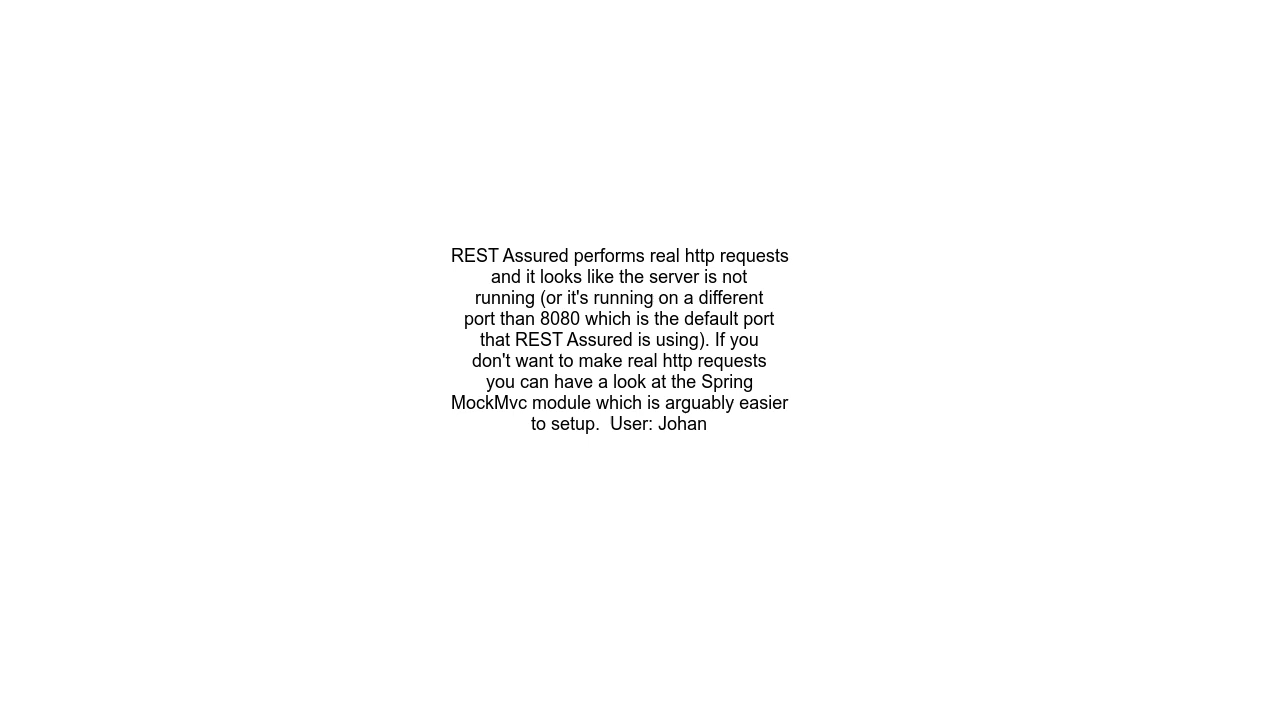 REST Assured performs real http requests
and it looks like the server is not
running (or it's running on a different
port than 8080 which is the default port
that REST Assured is using). If you
don't want to make real http requests
you can have a look at the Spring
MockMvc module which is arguably easier
to setup.  User: Johan